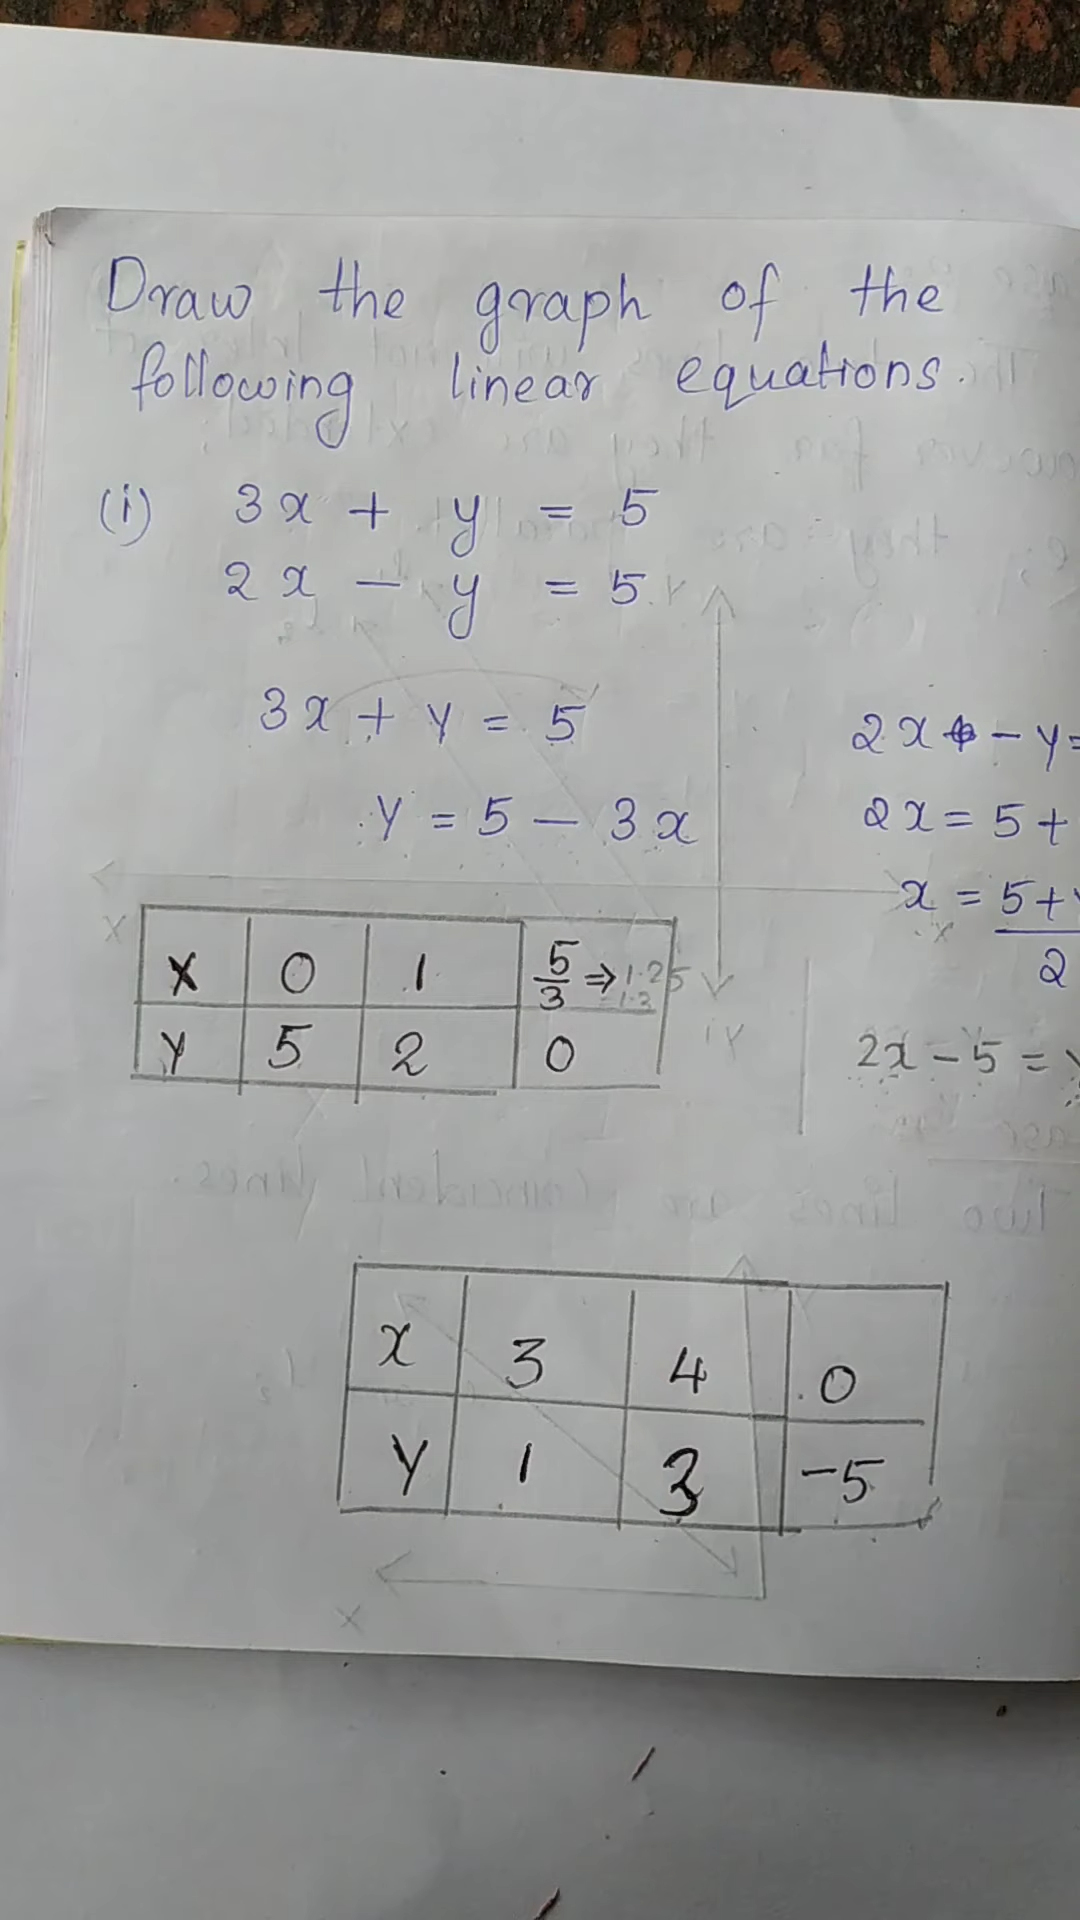 Draw the graph of the
following linear equations.
(i) 3x + y = 5
2x - y = 5
3x + y = 5
y = 5 - 3x
2x - y =
2x = 5 +
x = 5+y
2
2x - 5 = y
X 0 1 5/3 ⇒ 1.25
1.3
Y 5 2 0
x 3 4 0
Y 1 3 -5